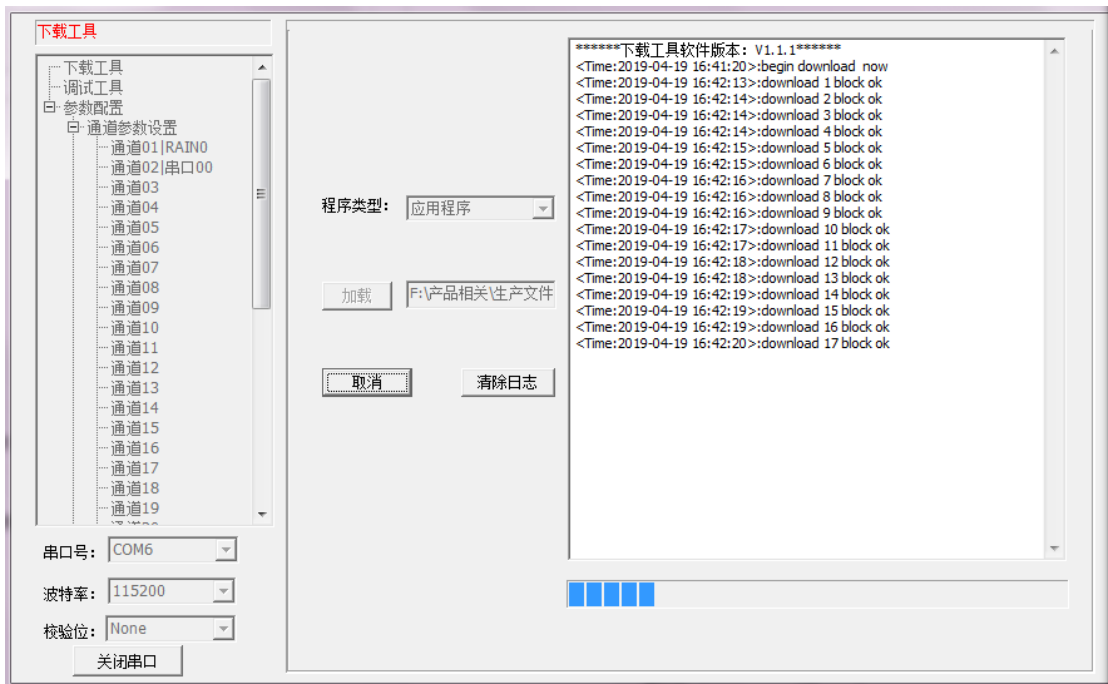 下载工具
下载工具
调试工具
参数配置
通道参数设置
通道01|RAIN0
通道02|串口00
通道03
通道04
通道05
通道06
通道07
通道08
通道09
通道10
通道11
通道12
通道13
通道14
通道15
通道16
通道17
通道18
通道19
串口号： COM6
波特率： 115200
校验位： None
关闭串口
程序类型： 应用程序
加载 F:\产品相关\生产文件
取消 清除日志
******下载工具软件版本：V1.1.1******
<Time:2019-04-19 16:41:20>:begin download  now
<Time:2019-04-19 16:42:13>:download 1 block ok
<Time:2019-04-19 16:42:14>:download 2 block ok
<Time:2019-04-19 16:42:14>:download 3 block ok
<Time:2019-04-19 16:42:14>:download 4 block ok
<Time:2019-04-19 16:42:15>:download 5 block ok
<Time:2019-04-19 16:42:15>:download 6 block ok
<Time:2019-04-19 16:42:16>:download 7 block ok
<Time:2019-04-19 16:42:16>:download 8 block ok
<Time:2019-04-19 16:42:16>:download 9 block ok
<Time:2019-04-19 16:42:17>:download 10 block ok
<Time:2019-04-19 16:42:17>:download 11 block ok
<Time:2019-04-19 16:42:18>:download 12 block ok
<Time:2019-04-19 16:42:18>:download 13 block ok
<Time:2019-04-19 16:42:19>:download 14 block ok
<Time:2019-04-19 16:42:19>:download 15 block ok
<Time:2019-04-19 16:42:19>:download 16 block ok
<Time:2019-04-19 16:42:20>:download 17 block ok